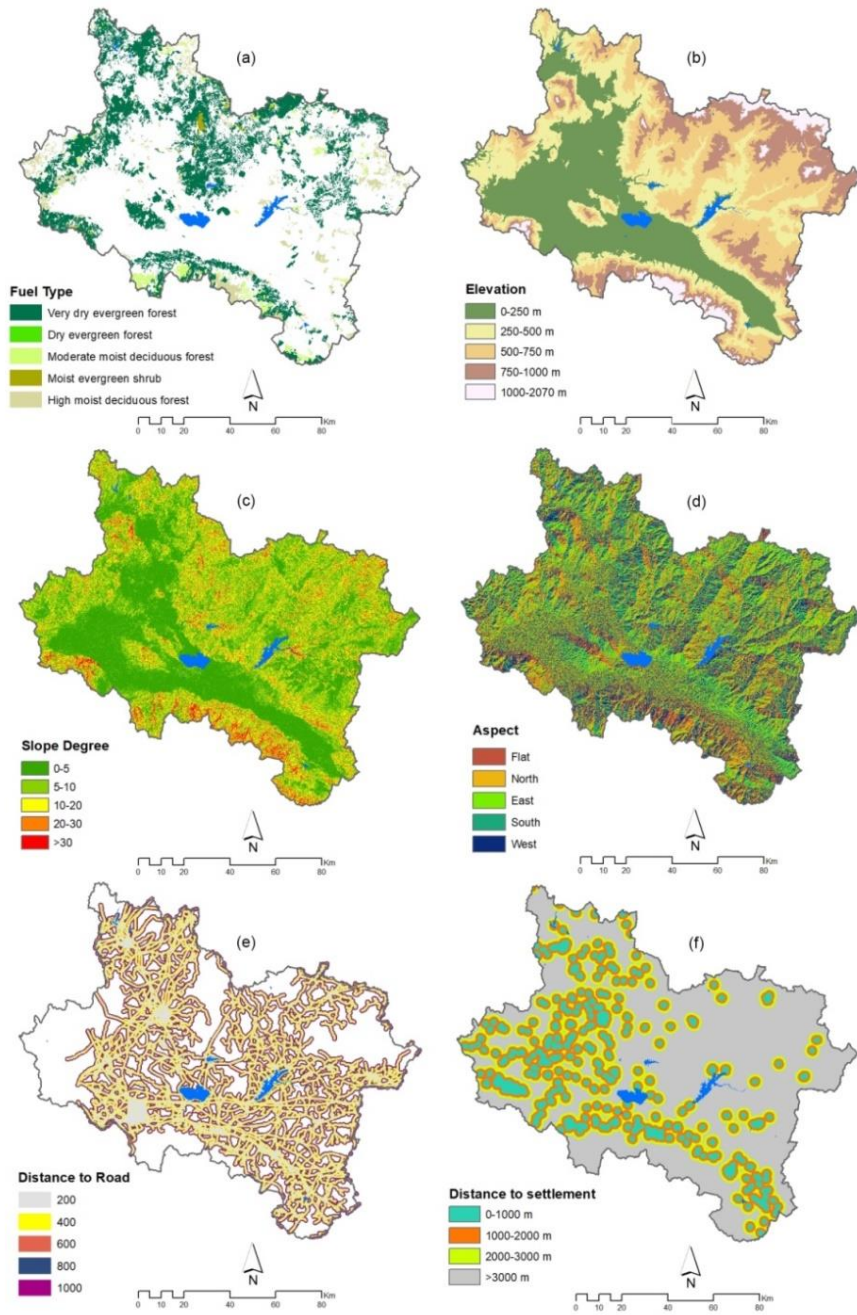 (a)
Fuel Type
Very dry evergreen forest
Dry evergreen forest
Moderate moist deciduous forest
Moist evergreen shrub
High moist deciduous forest
N
Km
0 10 20 40 60 80
(b)
Elevation
0-250 m
250-500 m
500-750 m
750-1000 m
1000-2070 m
N
Km
0 10 20 40 60 80
(c)
Slope Degree
0-5
5-10
10-20
20-30
>30
N
Km
0 10 20 40 60 80
(d)
Aspect
Flat
North
East
South
West
N
Km
0 10 20 40 60 80
(e)
Distance to Road
200
400
600
800
1000
N
Km
0 10 20 40 60 80
(f)
Distance to settlement
0-1000 m
1000-2000 m
2000-3000 m
>3000 m
N
Km
0 10 20 40 60 80